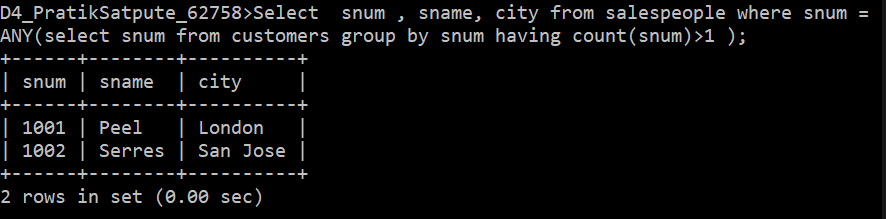 D4_PratikSatpute_62758>Select  snum , sname, city from salespeople where snum =
ANY(select snum from customers group by snum having count(snum)>1 );
+------+--------+----------+
| snum | sname  | city     |
+------+--------+----------+
| 1001 | Peel   | London   |
| 1002 | Serres | San Jose |
+------+--------+----------+
2 rows in set (0.00 sec)